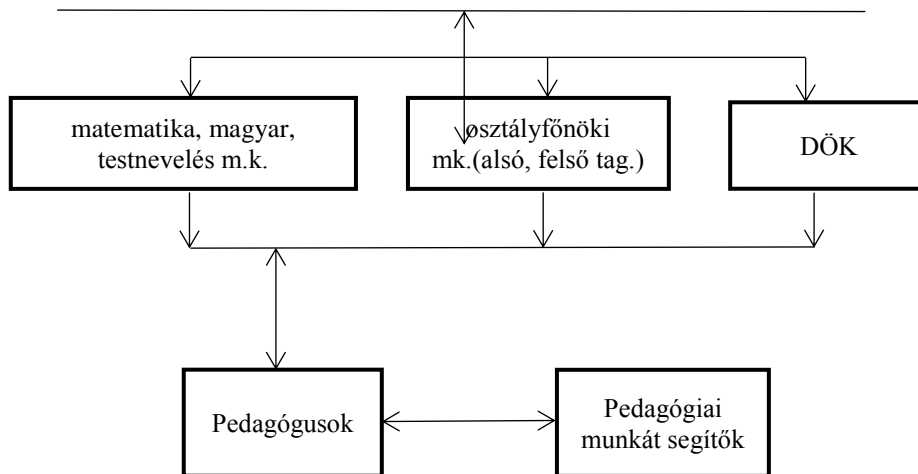 matematika, magyar,
testnevelés m.k.
osztályfőnöki
mk.(alsó, felső tag.)
DÖK
Pedagógusok
Pedagógiai
munkát segítők